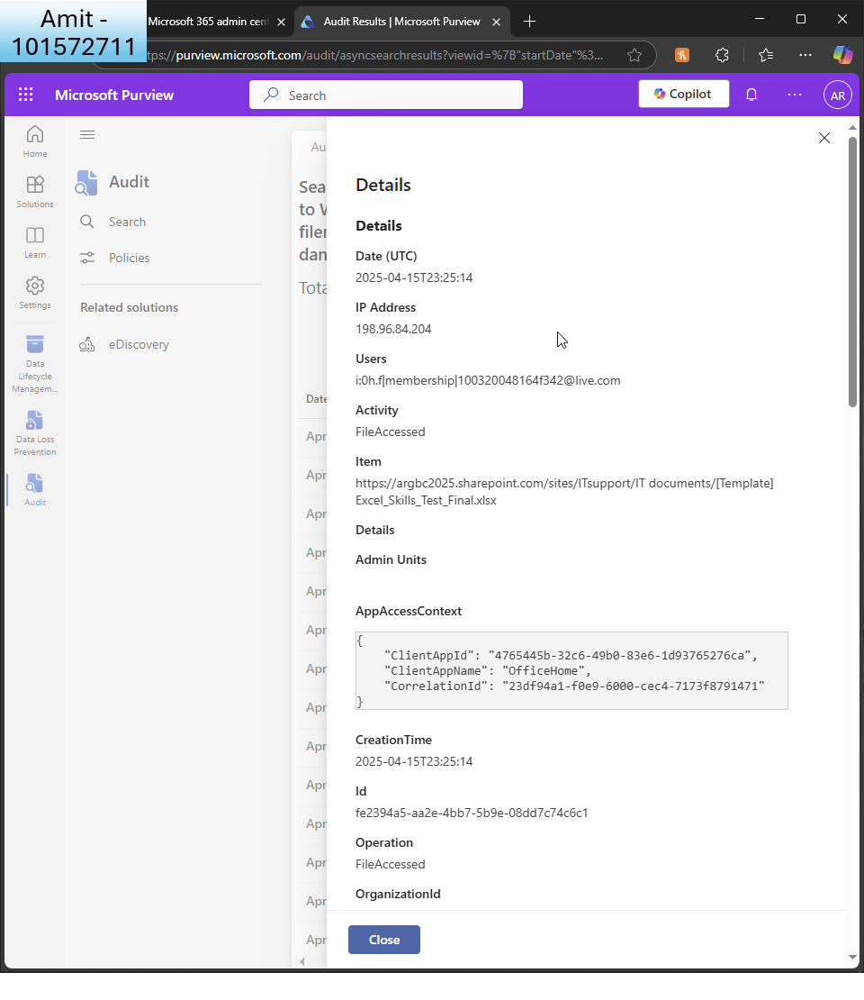 Amit -
101572711
Microsoft 365 admin cen
Audit Results | Microsoft Purview
tps://purview.microsoft.com/audit/asyncsearchresults?viewid=%7B"startDate"%3...
Microsoft Purview
Search
Copilot
AR
Home
Solutions
Learn
Settings
Data
Lifecycle
Managem...
Data Loss
Prevention
Audit
Audit
Search
Policies
Related solutions
eDiscovery
Au
Sea
to V
filer
dan
Tota
Date
Apr
Apr
Apr
Apr
Apr
Apr
Apr
Apr
Apr
Apr
Apr
Apr
Apr
Apr
Details
Details
Date (UTC)
2025-04-15T23:25:14
IP Address
198.96.84.204
Users
i:0h.f|membership|100320048164f342@live.com
Activity
FileAccessed
Item
https://argbc2025.sharepoint.com/sites/ITsupport/IT documents/[Template]
Excel_Skills_Test_Final.xlsx
Details
Admin Units
AppAccessContext
{
"ClientAppId": "4765445b-32c6-49b0-83e6-1d93765276ca",
"ClientAppName": "OfficeHome",
"CorrelationId": "23df94a1-f0e9-6000-cec4-7173f8791471"
}
CreationTime
2025-04-15T23:25:14
Id
fe2394a5-aa2e-4bb7-5b9e-08dd7c74c6c1
Operation
FileAccessed
OrganizationId
Close